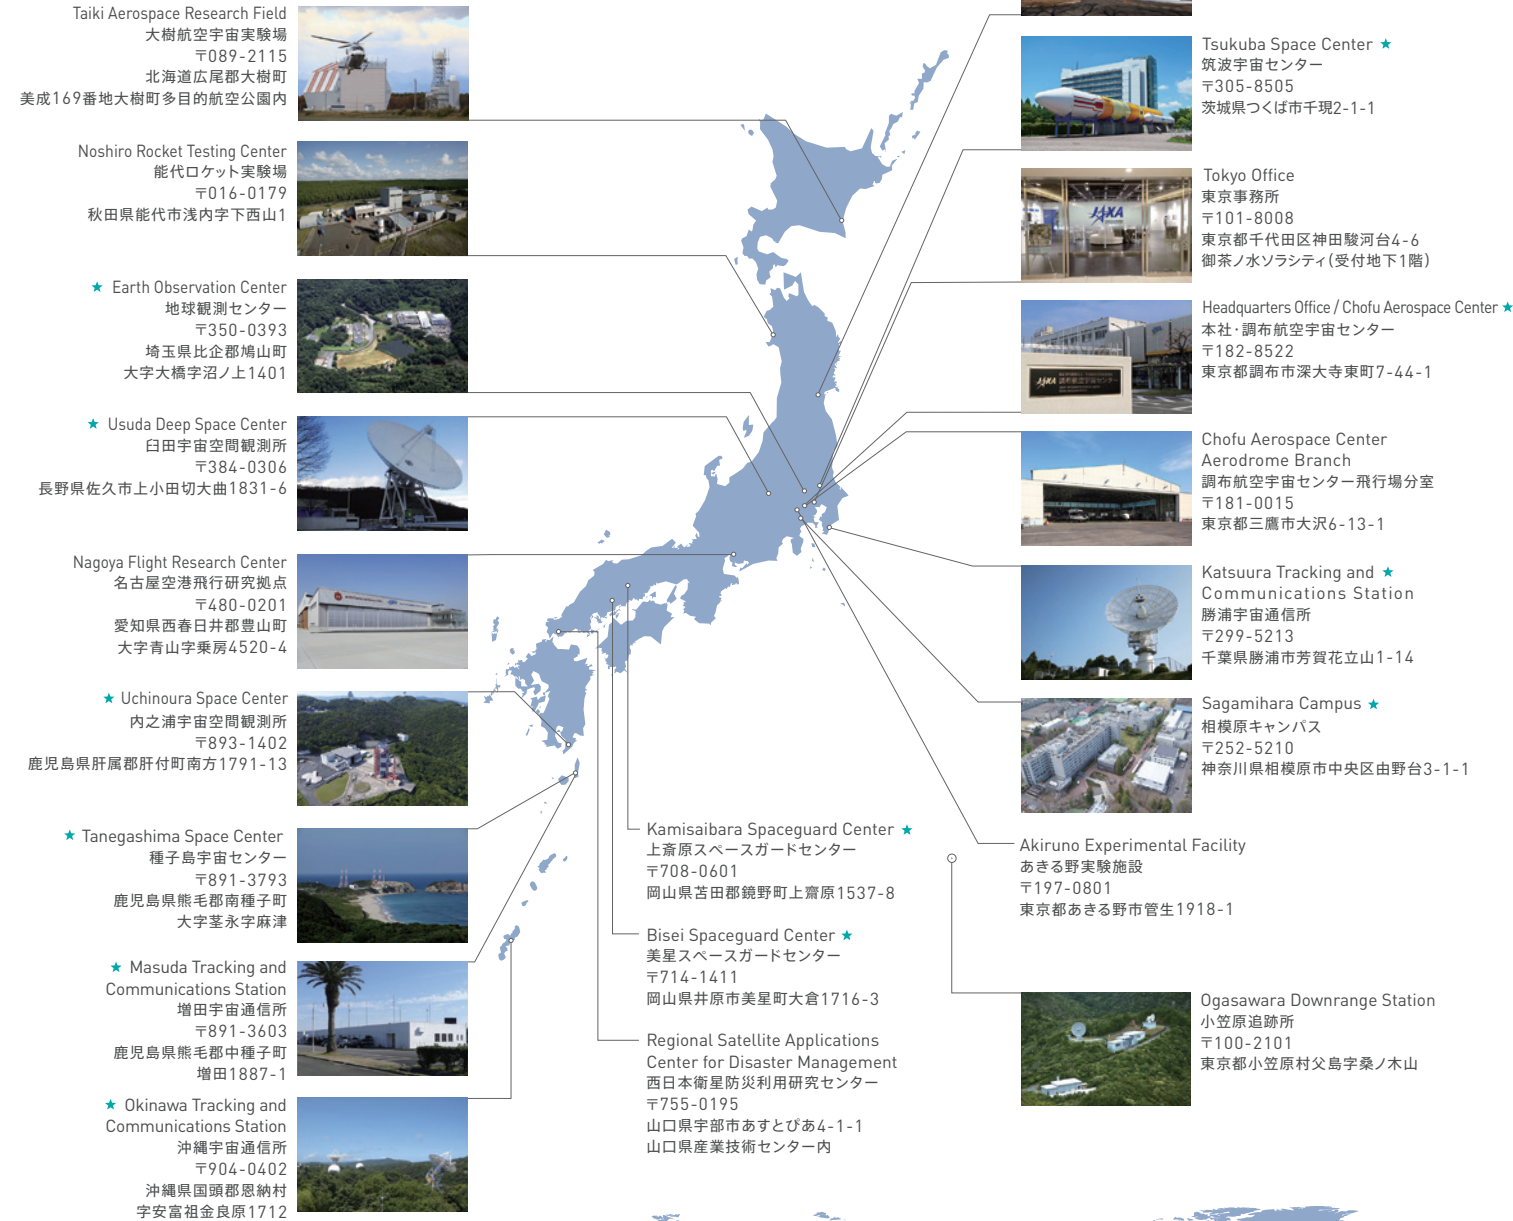 Taiki Aerospace Research Field
大樹航空宇宙実験場
〒089-2115
北海道広尾郡大樹町
美成169番地大樹町多目的航空公園内
Noshiro Rocket Testing Center
能代ロケット実験場
〒016-0179
秋田県能代市浅内字下西山1
★ Earth Observation Center
地球観測センター
〒350-0393
埼玉県比企郡鳩山町
大字大橋字沼ノ上1401
★ Usuda Deep Space Center
臼田宇宙空間観測所
〒384-0306
長野県佐久市上小田切大曲1831-6
Nagoya Flight Research Center
名古屋空港飛行研究拠点
〒480-0201
愛知県西春日井郡豊山町
大字青山字乗房4520-4
★ Uchinoura Space Center
内之浦宇宙空間観測所
〒893-1402
鹿児島県肝属郡肝付町南方1791-13
★ Tanegashima Space Center
種子島宇宙センター
〒891-3793
鹿児島県熊毛郡南種子町
大字茎永字麻津
★ Masuda Tracking and
Communications Station
増田宇宙通信所
〒891-3603
鹿児島県熊毛郡中種子町
増田1887-1
★ Okinawa Tracking and
Communications Station
沖縄宇宙通信所
〒904-0402
沖縄県国頭郡恩納村
字安富祖金良原1712
Kamisaibara Spaceguard Center ★
上斎原スペースガードセンター
〒708-0601
岡山県苫田郡鏡野町上齋原1537-8
Bisei Spaceguard Center ★
美星スペースガードセンター
〒714-1411
岡山県井原市美星町大倉1716-3
Regional Satellite Applications
Center for Disaster Management
西日本衛星防災利用研究センター
〒755-0195
山口県宇部市あすとぴあ4-1-1
山口県産業技術センター内
Tsukuba Space Center ★
筑波宇宙センター
〒305-8505
茨城県つくば市千現2-1-1
JAXA
Tokyo Office
東京事務所
〒101-8008
東京都千代田区神田駿河台4-6
御茶ノ水ソラシティ(受付地下1階)
JAXA
調布航空宇宙センター
Headquarters Office / Chofu Aerospace Center ★
本社・調布航空宇宙センター
〒182-8522
東京都調布市深大寺東町7-44-1
Chofu Aerospace Center
Aerodrome Branch
調布航空宇宙センター飛行場分室
〒181-0015
東京都三鷹市大沢6-13-1
Katsuura Tracking and ★
Communications Station
勝浦宇宙通信所
〒299-5213
千葉県勝浦市芳賀花立山1-14
Sagamihara Campus ★
相模原キャンパス
〒252-5210
神奈川県相模原市中央区由野台3-1-1
Akiruno Experimental Facility
あきる野実験施設
〒197-0801
東京都あきる野市菅生1918-1
Ogasawara Downrange Station
小笠原追跡所
〒100-2101
東京都小笠原村父島字桑ノ木山